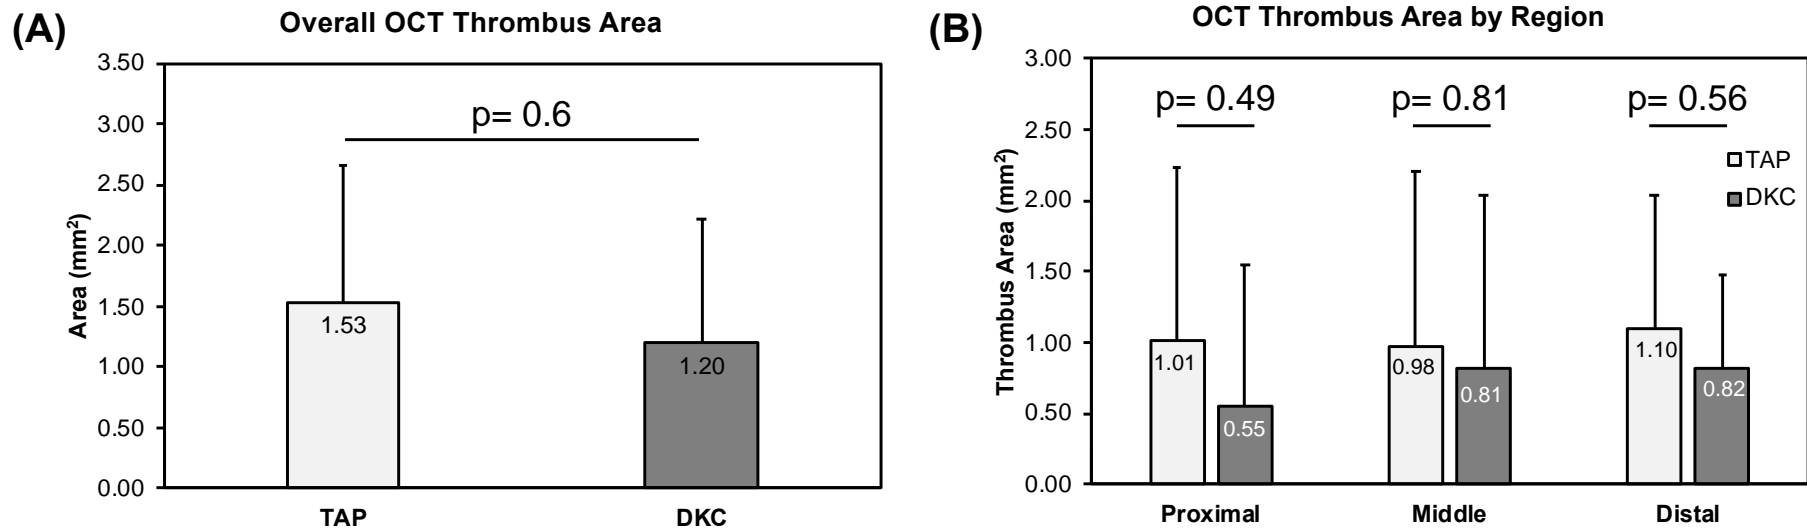 (A)
Overall OCT Thrombus Area
3.50
3.00
2.50
2.00
1.50
1.00
0.50
0.00
Area (mm²)
p= 0.6
1.53
1.20
TAP DKC
(B)
OCT Thrombus Area by Region
3.00
2.50
2.00
1.50
1.00
0.50
0.00
Thrombus Area (mm²)
p= 0.49 p= 0.81 p= 0.56
TAP
DKC
1.01
0.55
0.98
0.81
1.10
0.82
Proximal Middle Distal